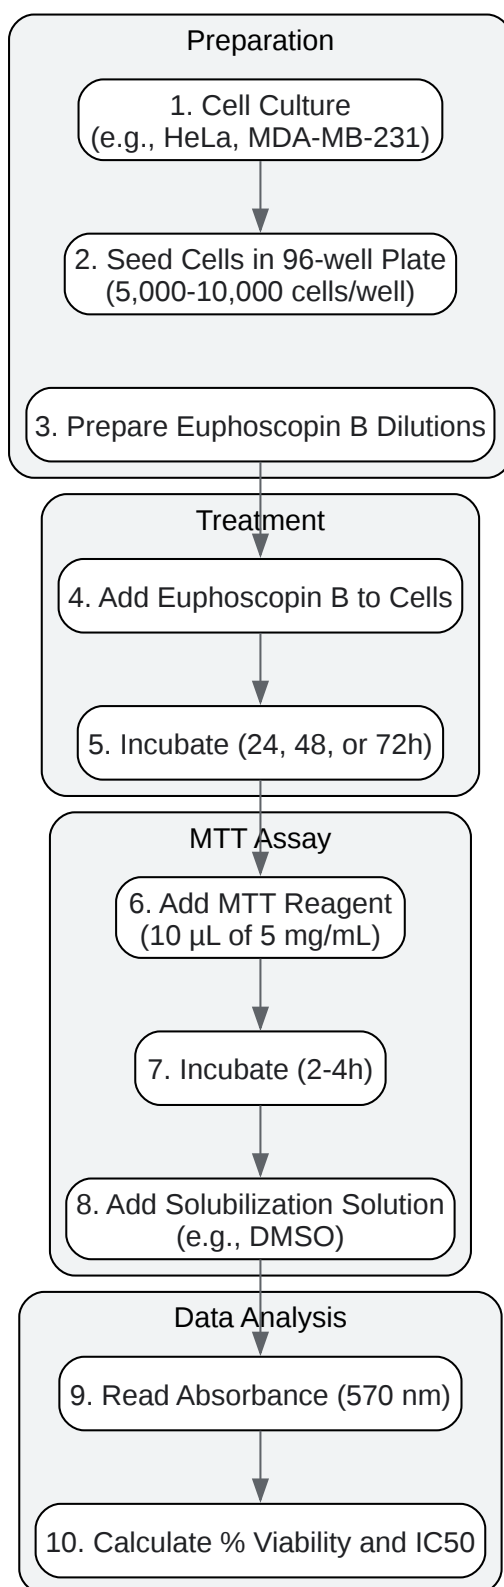 Preparation
1. Cell Culture
(e.g., HeLa, MDA-MB-231)
2. Seed Cells in 96-well Plate
(5,000-10,000 cells/well)
3. Prepare Euphoscopin B Dilutions
Treatment
4. Add Euphoscopin B to Cells
5. Incubate (24, 48, or 72h)
MTT Assay
6. Add MTT Reagent
(10 µL of 5 mg/mL)
7. Incubate (2-4h)
8. Add Solubilization Solution
(e.g., DMSO)
Data Analysis
9. Read Absorbance (570 nm)
10. Calculate % Viability and IC50